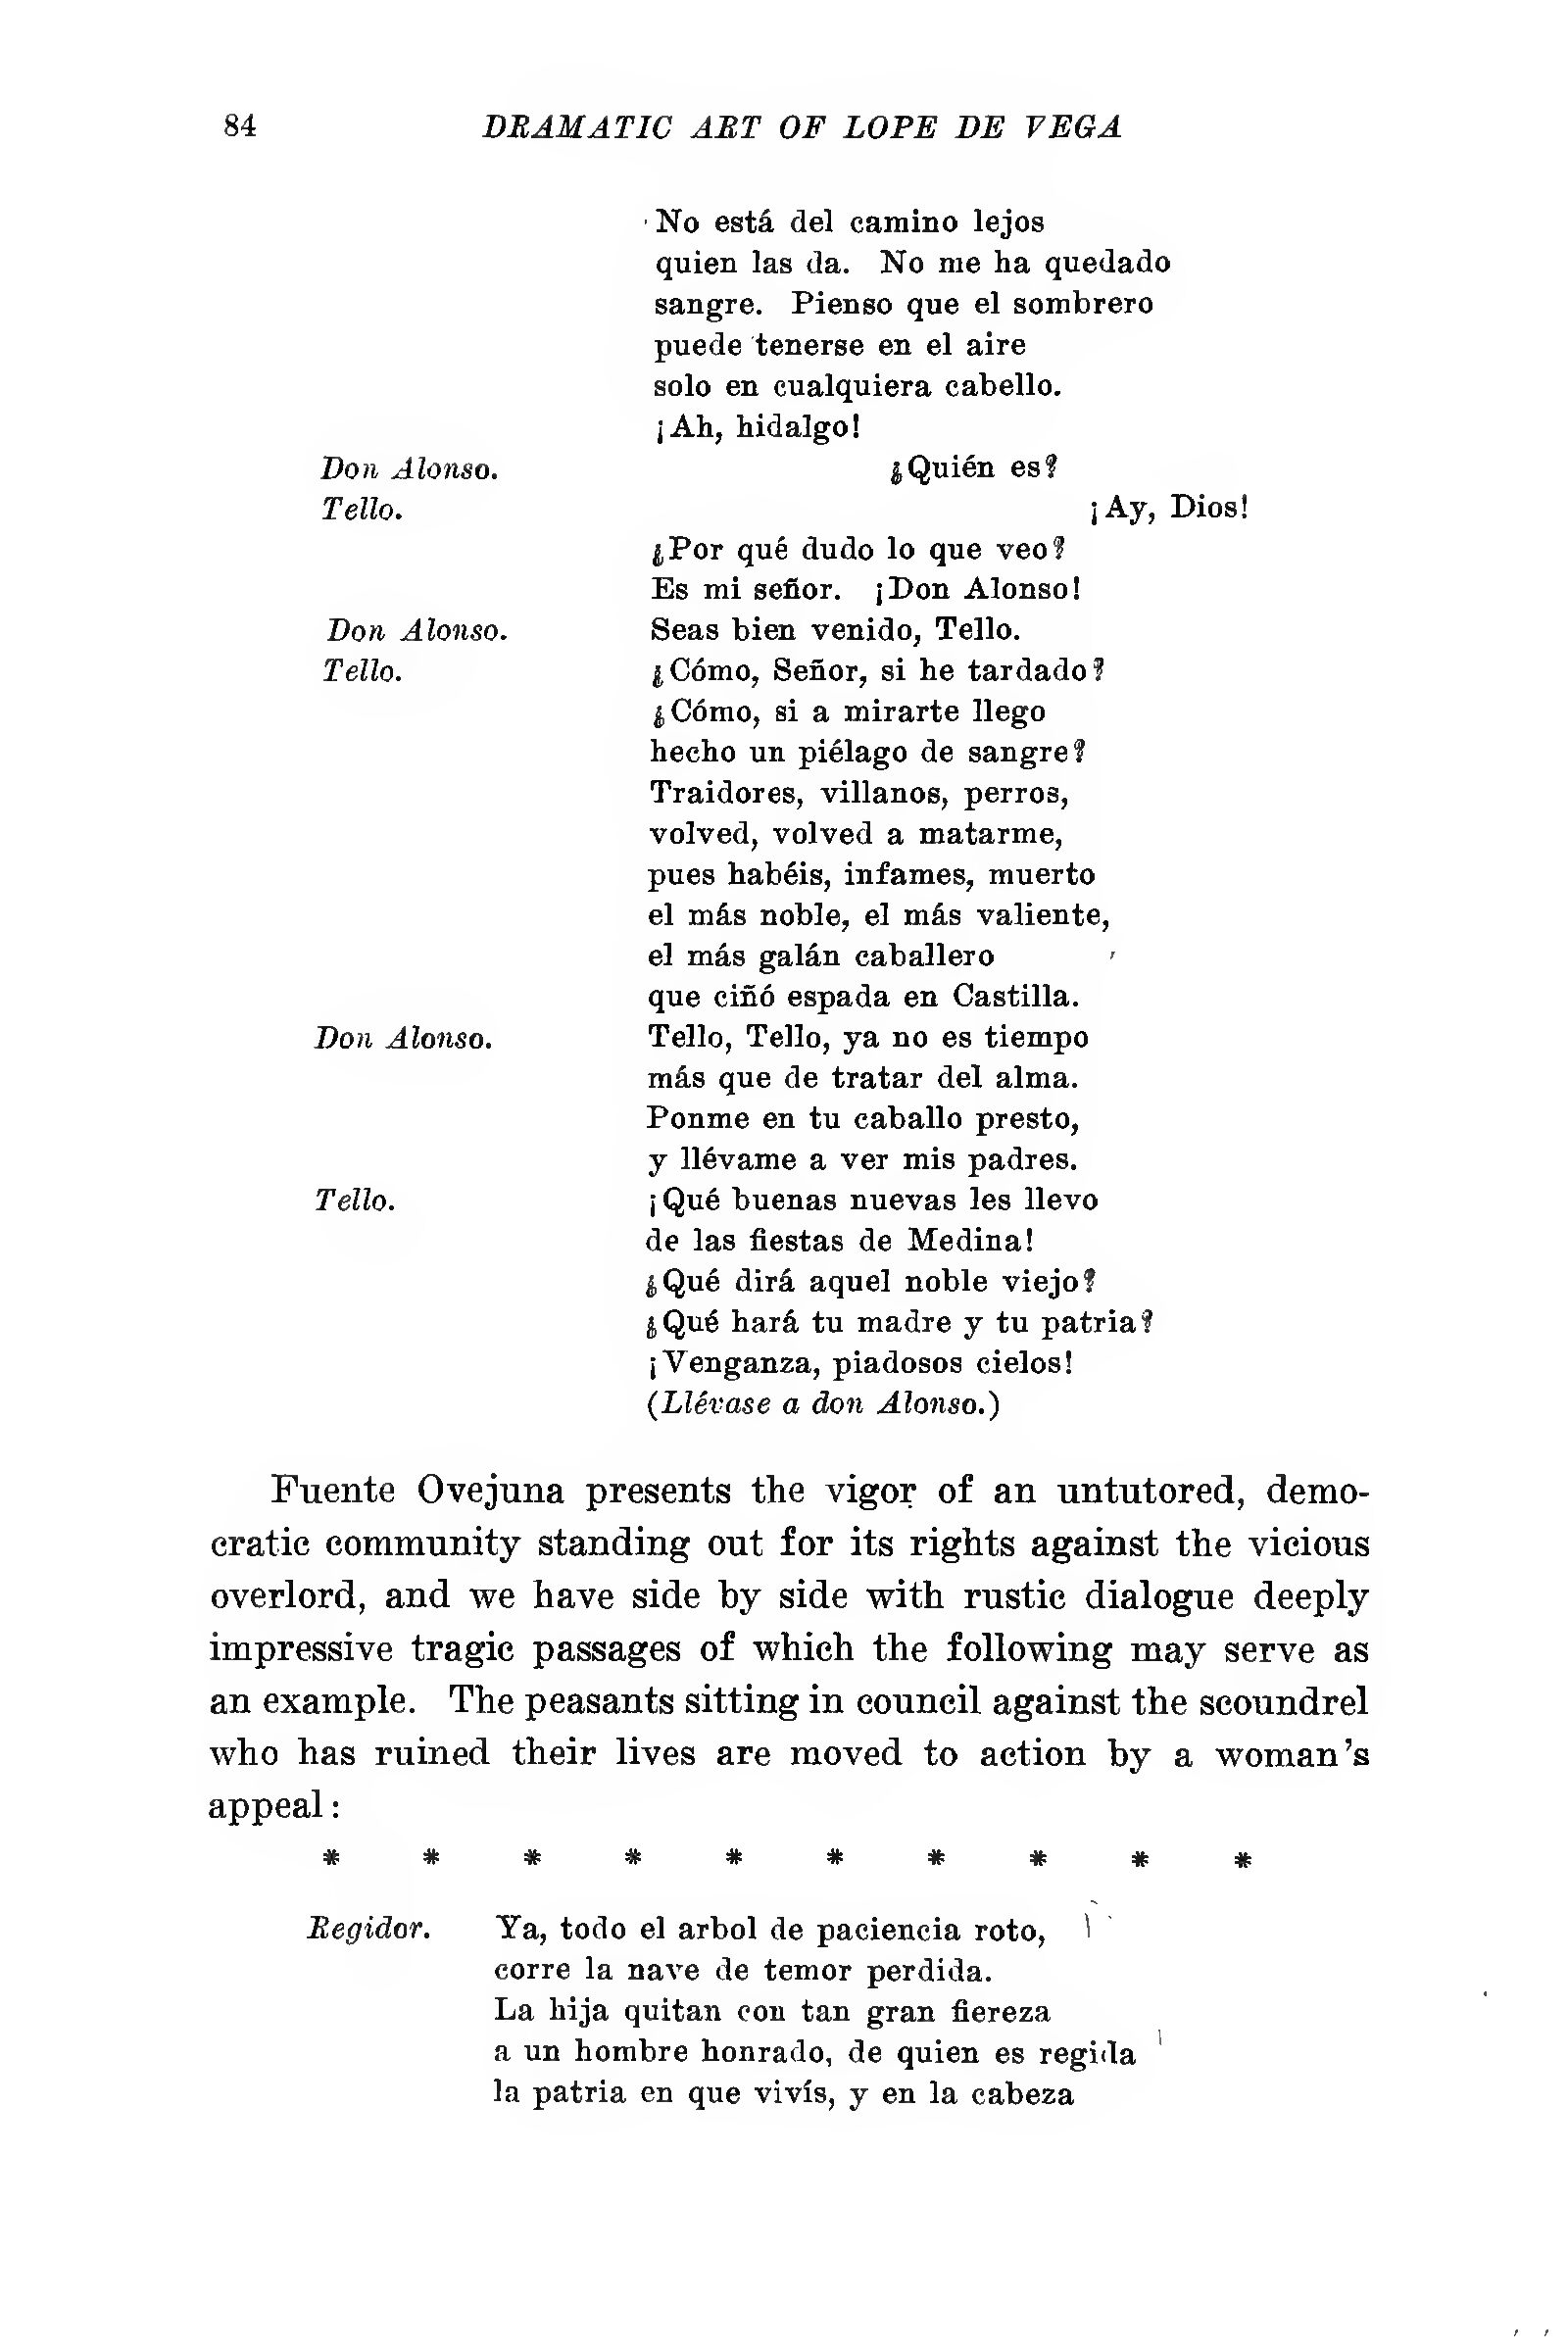 84 DRAMATIC ART OF LOPE DE VEGA
No está del camino lejos
quien las da. No me ha quedado
sangre. Pienso que el sombrero
puede tenerse en el aire
solo en cualquiera cabello.
¡Ah, hidalgo!
Don Alonso. ¿Quién es?
Tello. ¡Ay, Dios!
¿Por qué dudo lo que veo?
Es mi señor. ¡Don Alonso!
Don Alonso. Seas bien venido, Tello.
Tello. ¿Cómo, Señor, si he tardado?
¿Cómo, si a mirarte llego
hecho un piélago de sangre?
Traidores, villanos, perros,
volved, volved a matarme,
pues habéis, infames, muerto
el más noble, el más valiente,
el más galán caballero
que ciñó espada en Castilla.
Don Alonso. Tello, Tello, ya no es tiempo
más que de tratar del alma.
Ponme en tu caballo presto,
y llévame a ver mis padres.
Tello. ¡Qué buenas nuevas les llevo
de las fiestas de Medina!
¿Qué dirá aquel noble viejo?
¿Qué hará tu madre y tu patria?
¡Venganza, piadosos cielos!
(Llévase a don Alonso.)
Fuente Ovejuna presents the vigor of an untutored, demo-
cratic community standing out for its rights against the vicious
overlord, and we have side by side with rustic dialogue deeply
impressive tragic passages of which the following may serve as
an example. The peasants sitting in council against the scoundrel
who has ruined their lives are moved to action by a woman's
appeal:
* * * * * * * * * *
Regidor. Ya, todo el arbol de paciencia roto,
corre la nave de temor perdida.
La hija quitan con tan gran fiereza
a un hombre honrado, de quien es regida
la patria en que vivís, y en la cabeza